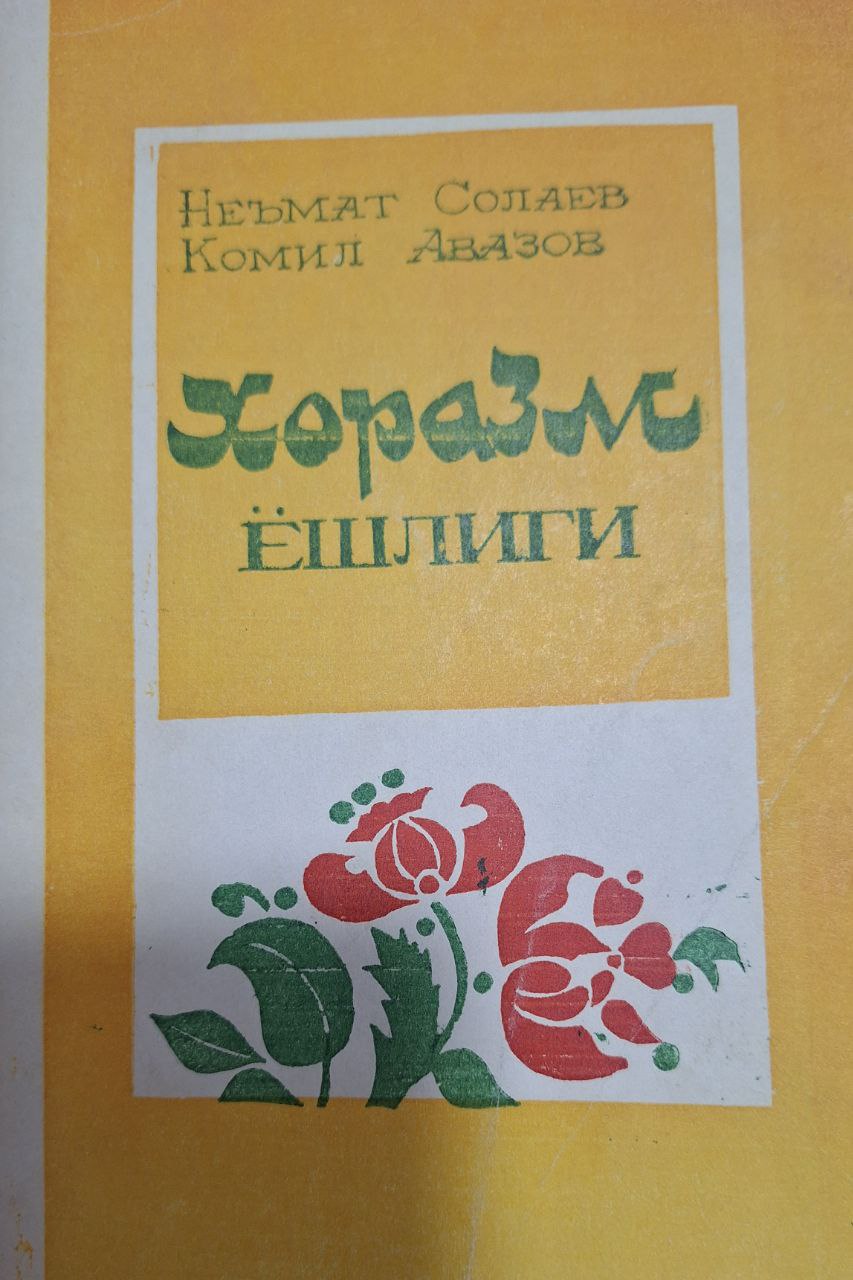 Неъмат Солаев
Комил Авазов
Хоразм
Ёшлиги